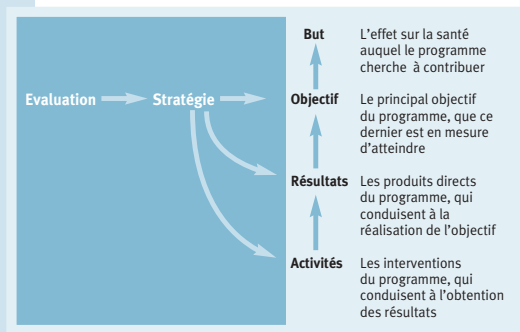 But
L'effet sur la santé
auquel le programme
cherche à contribuer
Evaluation
Stratégie
Objectif
Le principal objectif
du programme, que ce
dernier est en mesure
d'atteindre
Résultats
Les produits directs
du programme, qui
conduisent à la
réalisation de l'objectif
Activités
Les interventions
du programme, qui
conduisent à l'obtention
des résultats